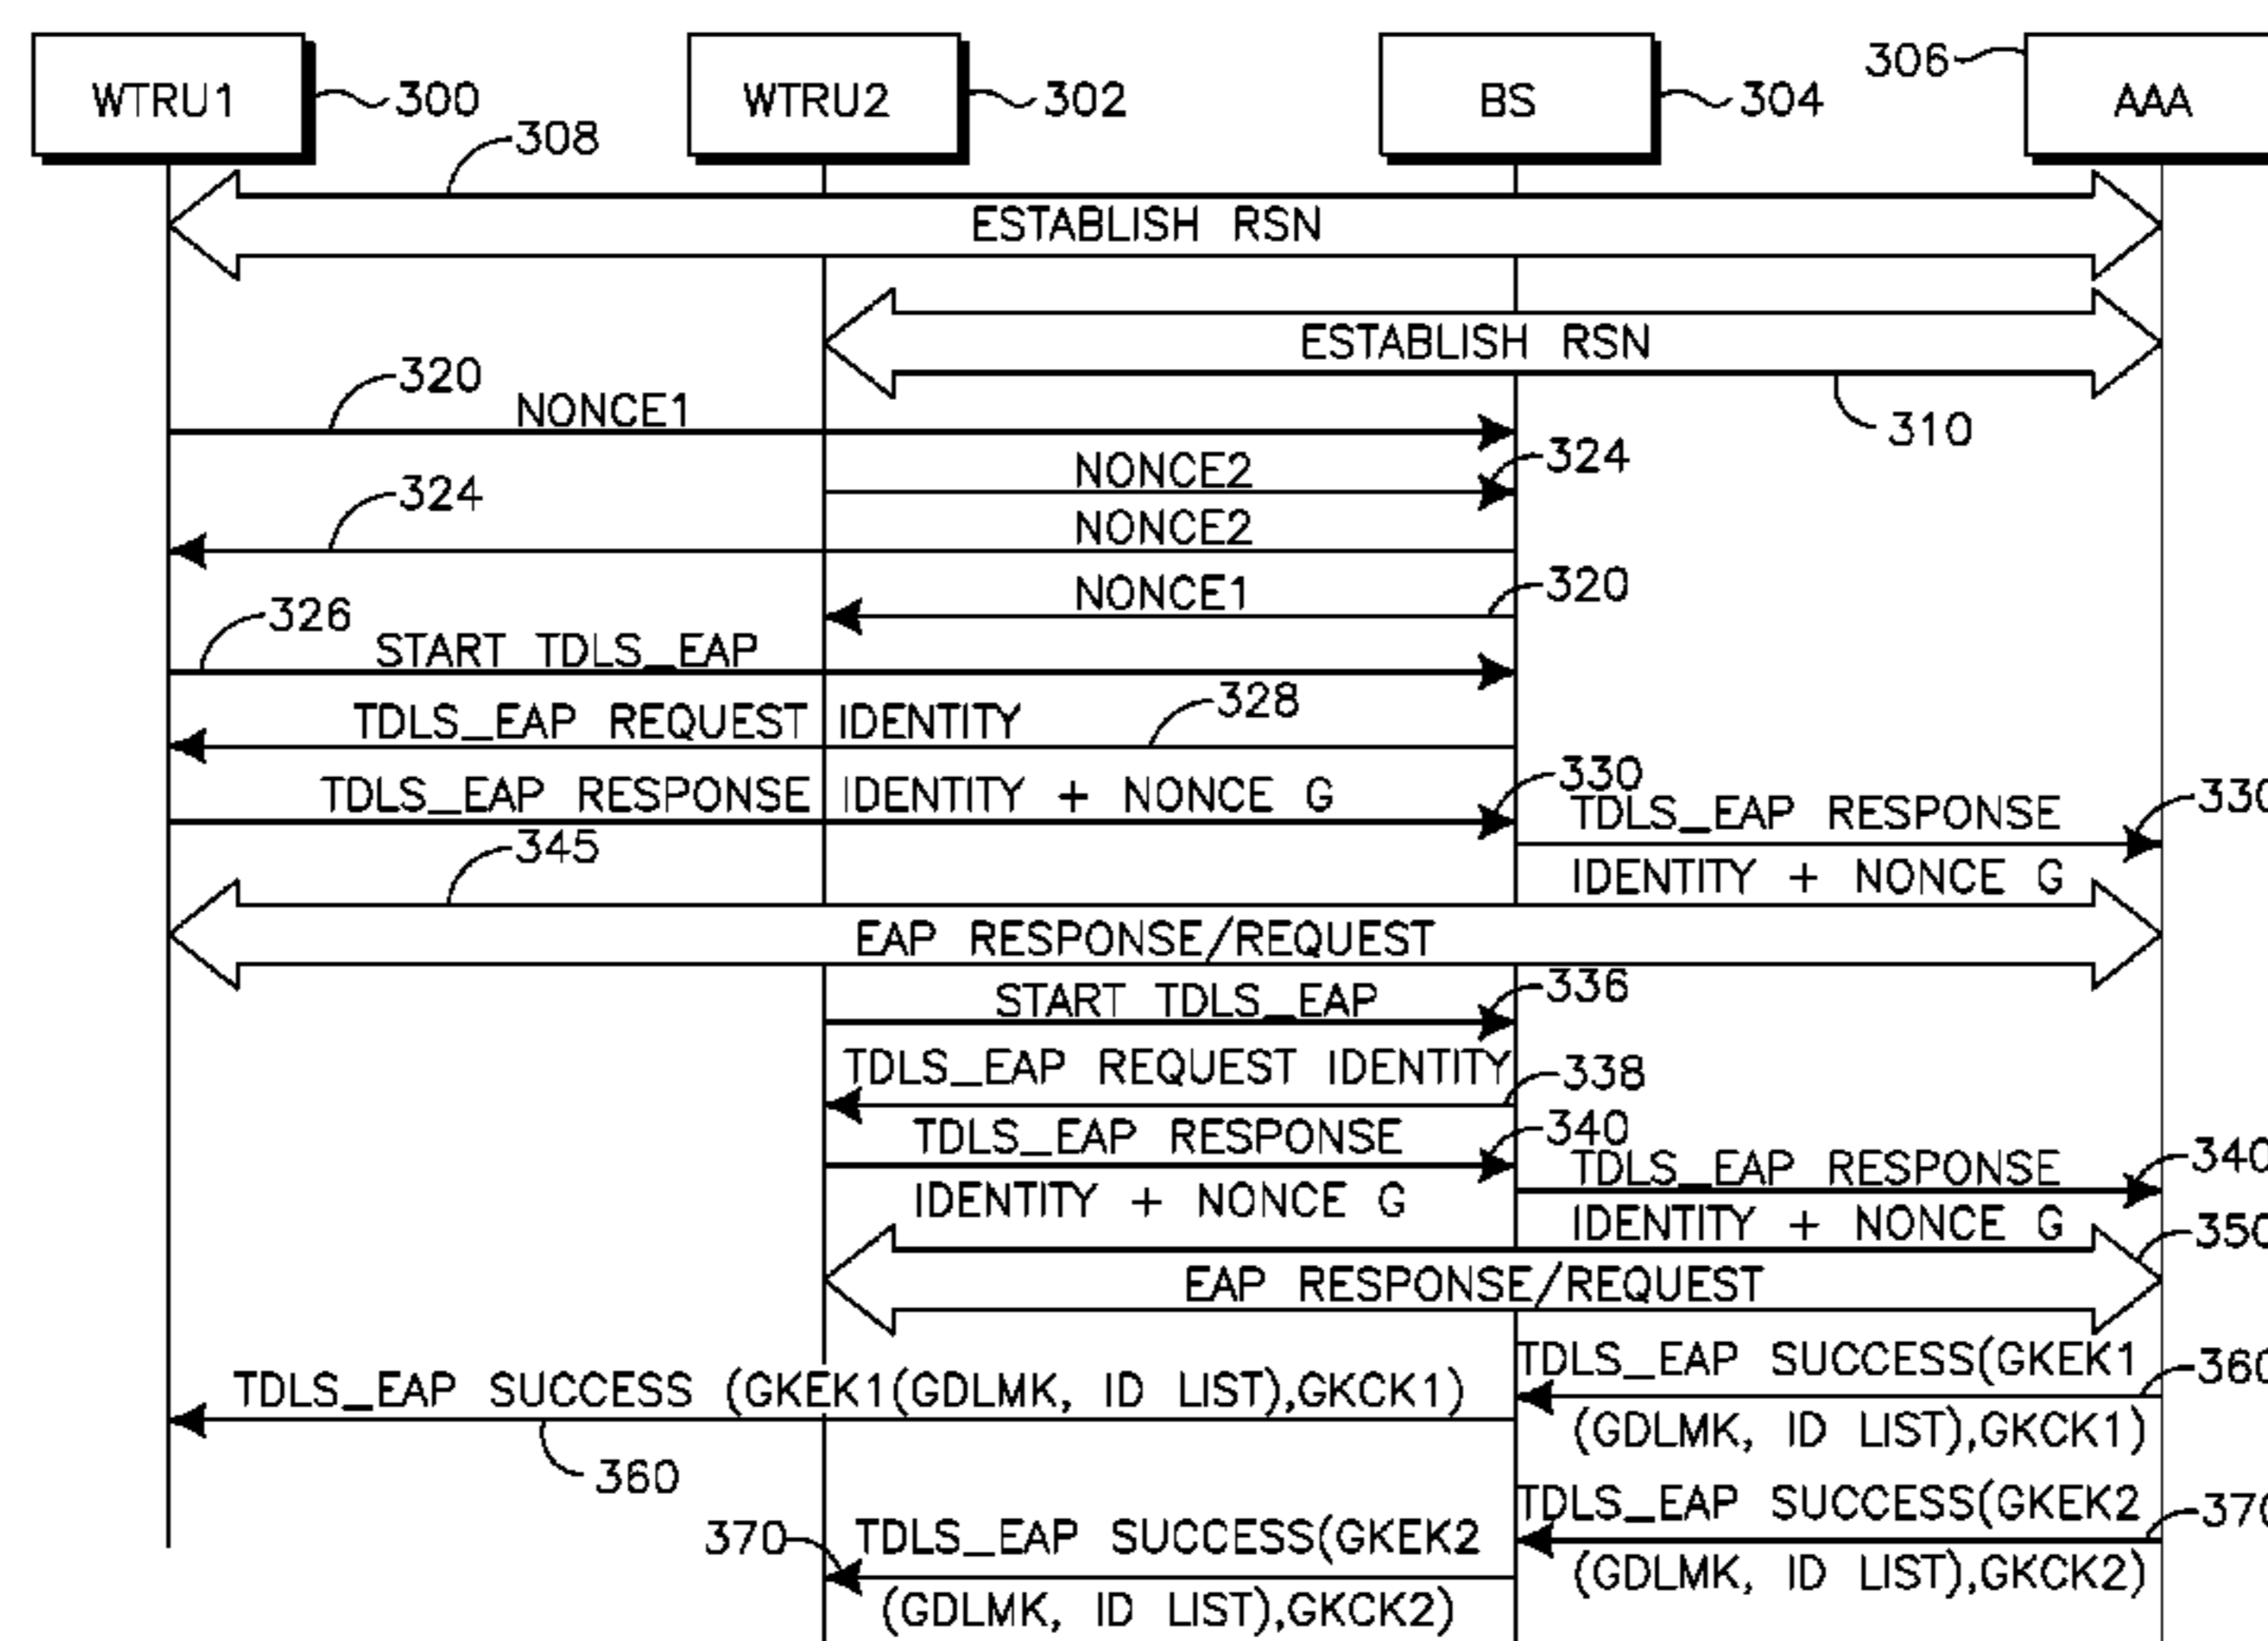 WTRU1
300
WTRU2
302
BS
304
306
AAA
308
ESTABLISH RSN
ESTABLISH RSN
310
320
NONCE1
NONCE2
324
324
NONCE2
NONCE1
320
326
START TDLS_EAP
TDLS_EAP REQUEST IDENTITY
328
TDLS_EAP RESPONSE IDENTITY + NONCE G
330
TDLS_EAP RESPONSE
330
IDENTITY + NONCE G
345
EAP RESPONSE/REQUEST
START TDLS_EAP
336
TDLS_EAP REQUEST IDENTITY
338
TDLS_EAP RESPONSE
340
IDENTITY + NONCE G
TDLS_EAP RESPONSE
340
IDENTITY + NONCE G
350
EAP RESPONSE/REQUEST
TDLS_EAP SUCCESS(GKEK1
360
(GDLMK, ID LIST),GKCK1)
TDLS_EAP SUCCESS (GKEK1(GDLMK, ID LIST),GKCK1)
360
TDLS_EAP SUCCESS(GKEK2
370
(GDLMK, ID LIST),GKCK2)
370
TDLS_EAP SUCCESS(GKEK2
(GDLMK, ID LIST),GKCK2)